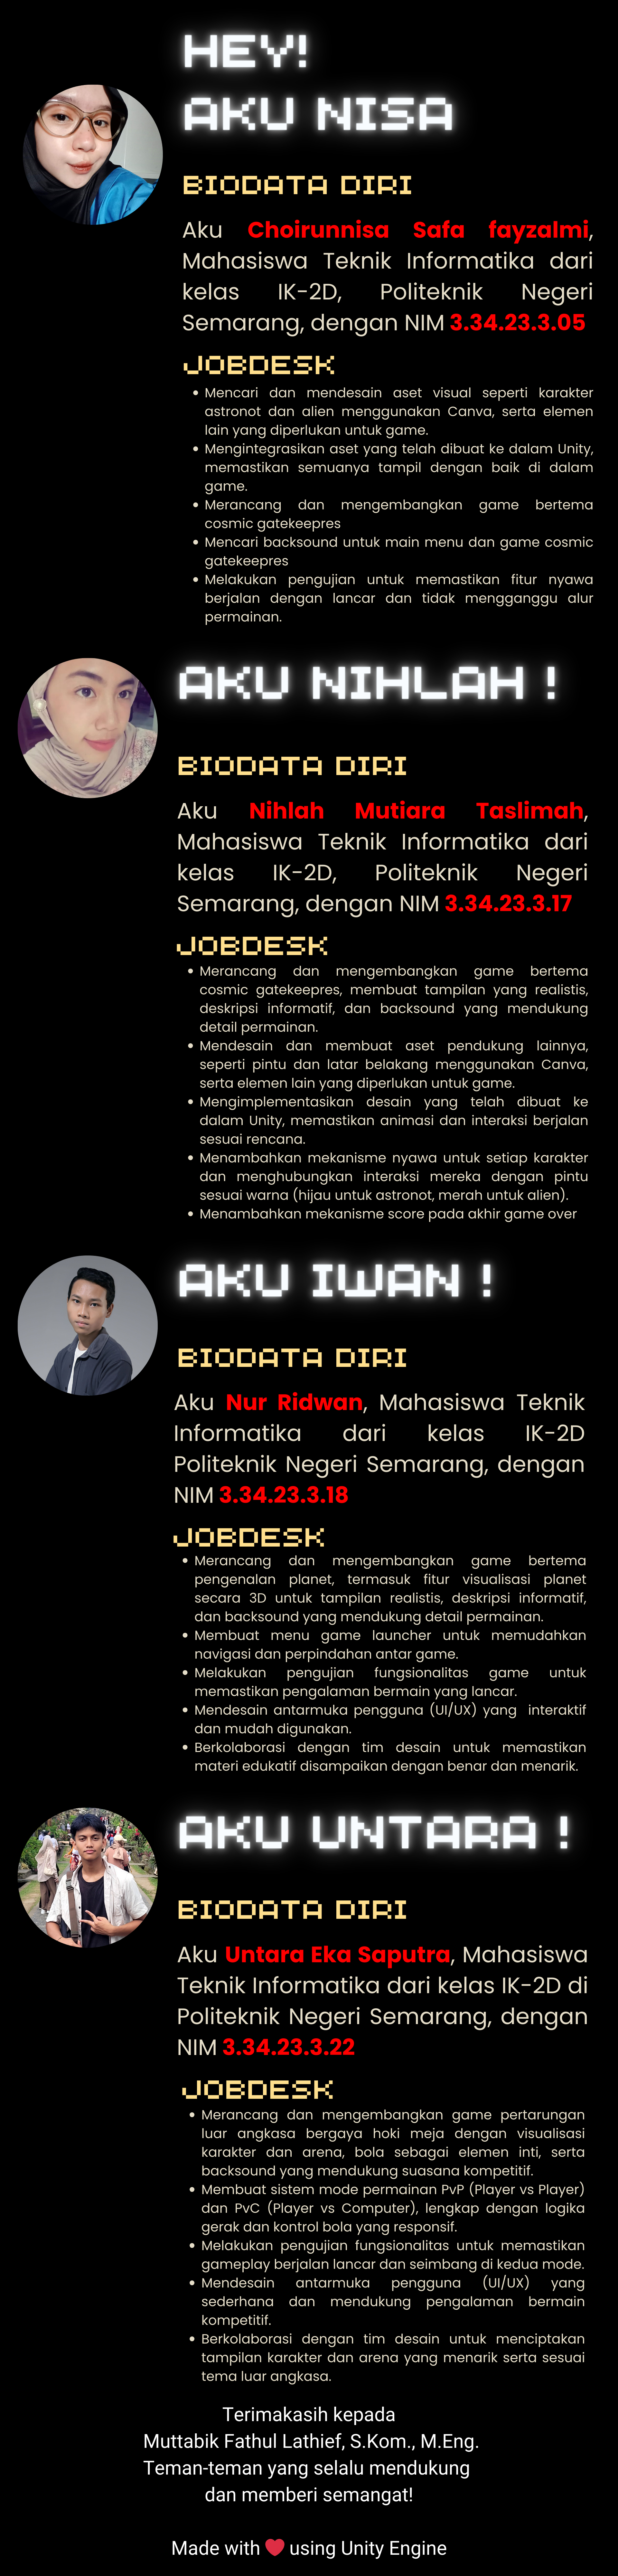 HEY!
AKU NISA
BIODATA DIRI
Aku Choirunnisa Safa fayzalmi,
Mahasiswa Teknik Informatika dari
kelas IK-2D, Politeknik Negeri
Semarang, dengan NIM 3.34.23.3.05
JOBDESK
• Mencari dan mendesain aset visual seperti karakter
astronot dan alien menggunakan Canva, serta elemen
lain yang diperlukan untuk game.
• Mengintegrasikan aset yang telah dibuat ke dalam Unity,
memastikan semuanya tampil dengan baik di dalam
game.
• Merancang dan mengembangkan game bertema
cosmic gatekeepres
• Mencari backsound untuk main menu dan game cosmic
gatekeepres
• Melakukan pengujian untuk memastikan fitur nyawa
berjalan dengan lancar dan tidak mengganggu alur
permainan.
AKU NIHLAH !
BIODATA DIRI
Aku Nihlah Mutiara Taslimah,
Mahasiswa Teknik Informatika dari
kelas IK-2D, Politeknik Negeri
Semarang, dengan NIM 3.34.23.3.17
JOBDESK
• Merancang dan mengembangkan game bertema
cosmic gatekeepres, membuat tampilan yang realistis,
deskripsi informatif, dan backsound yang mendukung
detail permainan.
• Mendesain dan membuat aset pendukung lainnya,
seperti pintu dan latar belakang menggunakan Canva,
serta elemen lain yang diperlukan untuk game.
• Mengimplementasikan desain yang telah dibuat ke
dalam Unity, memastikan animasi dan interaksi berjalan
sesuai rencana.
• Menambahkan mekanisme nyawa untuk setiap karakter
dan menghubungkan interaksi mereka dengan pintu
sesuai warna (hijau untuk astronot, merah untuk alien).
• Menambahkan mekanisme score pada akhir game over
AKU IWAN !
BIODATA DIRI
Aku Nur Ridwan, Mahasiswa Teknik
Informatika dari kelas IK-2D
Politeknik Negeri Semarang, dengan
NIM 3.34.23.3.18
JOBDESK
• Merancang dan mengembangkan game bertema
pengenalan planet, termasuk fitur visualisasi planet
secara 3D untuk tampilan realistis, deskripsi informatif,
dan backsound yang mendukung detail permainan.
• Membuat menu game launcher untuk memudahkan
navigasi dan perpindahan antar game.
• Melakukan pengujian fungsionalitas game untuk
memastikan pengalaman bermain yang lancar.
• Mendesain antarmuka pengguna (UI/UX) yang interaktif
dan mudah digunakan.
• Berkolaborasi dengan tim desain untuk memastikan
materi edukatif disampaikan dengan benar dan menarik.
AKU UNTARA !
BIODATA DIRI
Aku Untara Eka Saputra, Mahasiswa
Teknik Informatika dari kelas IK-2D di
Politeknik Negeri Semarang, dengan
NIM 3.34.23.3.22
JOBDESK
• Merancang dan mengembangkan game pertarungan
luar angkasa bergaya hoki meja dengan visualisasi
karakter dan arena, bola sebagai elemen inti, serta
backsound yang mendukung suasana kompetitif.
• Membuat sistem mode permainan PvP (Player vs Player)
dan PvC (Player vs Computer), lengkap dengan logika
gerak dan kontrol bola yang responsif.
• Melakukan pengujian fungsionalitas untuk memastikan
gameplay berjalan lancar dan seimbang di kedua mode.
• Mendesain antarmuka pengguna (UI/UX) yang
sederhana dan mendukung pengalaman bermain
kompetitif.
• Berkolaborasi dengan tim desain untuk menciptakan
tampilan karakter dan arena yang menarik serta sesuai
tema luar angkasa.
Terimakasih kepada
Muttabik Fathul Lathief, S.Kom., M.Eng.
Teman-teman yang selalu mendukung
dan memberi semangat!
Made with ❤️ using Unity Engine